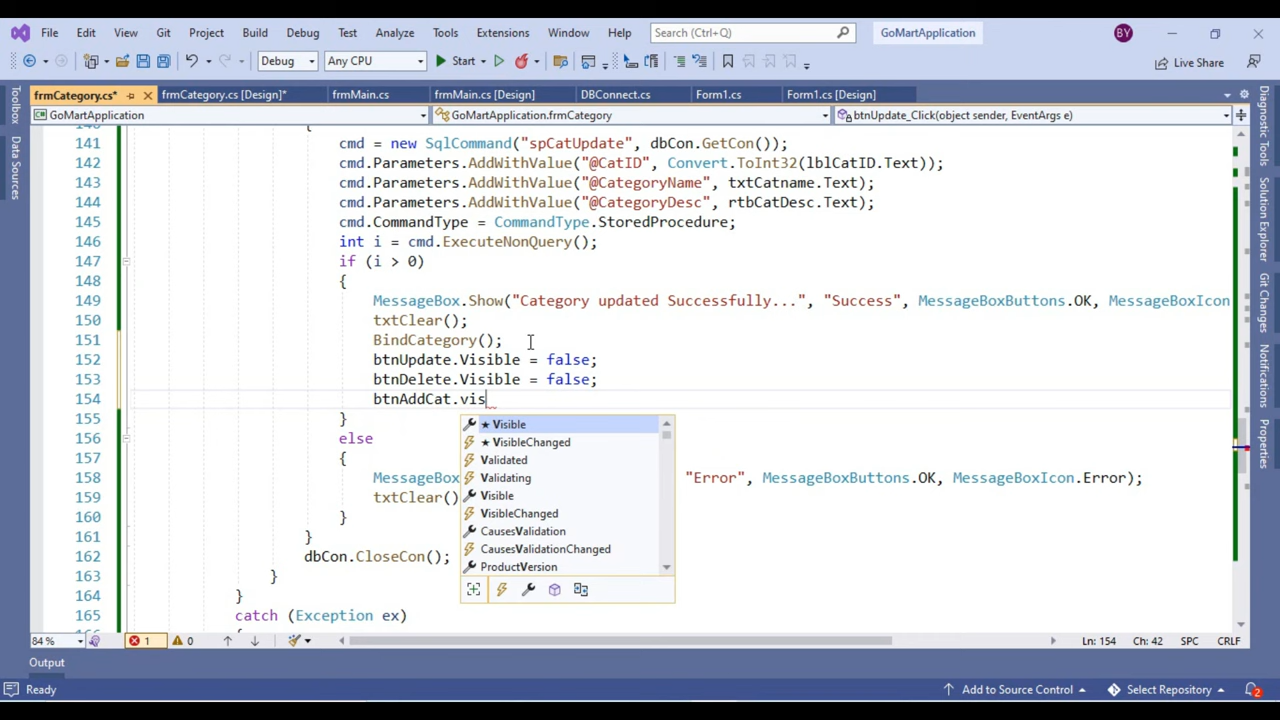 File Edit View Git Project Build Debug Test Analyze Tools Extensions Window Help Search (Ctrl+Q) GoMartApplication BY
Debug Any CPU Start Live Share
frmCategory.cs* frmCategory.cs [Design]* frmMain.cs frmMain.cs [Design] DBConnect.cs Form1.cs Form1.cs [Design]
GoMartApplication GoMartApplication.frmCategory btnUpdate_Click(object sender, EventArgs e)
Toolbox
Data Sources
141 cmd = new SqlCommand("spCatUpdate", dbCon.GetCon());
142 cmd.Parameters.AddWithValue("@CatID", Convert.ToInt32(lblCatID.Text));
143 cmd.Parameters.AddWithValue("@CategoryName", txtCatname.Text);
144 cmd.Parameters.AddWithValue("@CategoryDesc", rtbCatDesc.Text);
145 cmd.CommandType = CommandType.StoredProcedure;
146 int i = cmd.ExecuteNonQuery();
147 if (i > 0)
148 {
149 MessageBox.Show("Category updated Successfully...", "Success", MessageBoxButtons.OK, MessageBoxIcon
150 txtClear();
151 BindCategory();
152 btnUpdate.Visible = false;
153 btnDelete.Visible = false;
154 btnAddCat.vis
155 }
156 else
157 {
158 MessageBox "Error", MessageBoxButtons.OK, MessageBoxIcon.Error);
159 txtClear()
160 }
161 }
162 dbCon.CloseCon();
163 }
164 }
165 catch (Exception ex)
★ Visible
★ VisibleChanged
Validated
Validating
Visible
VisibleChanged
CausesValidation
CausesValidationChanged
ProductVersion
Diagnostic Tools
Solution Explorer
Git Changes
Notifications
Properties
84 % 1 0 Ln: 154 Ch: 42 SPC CRLF
Output
Ready Add to Source Control Select Repository 2